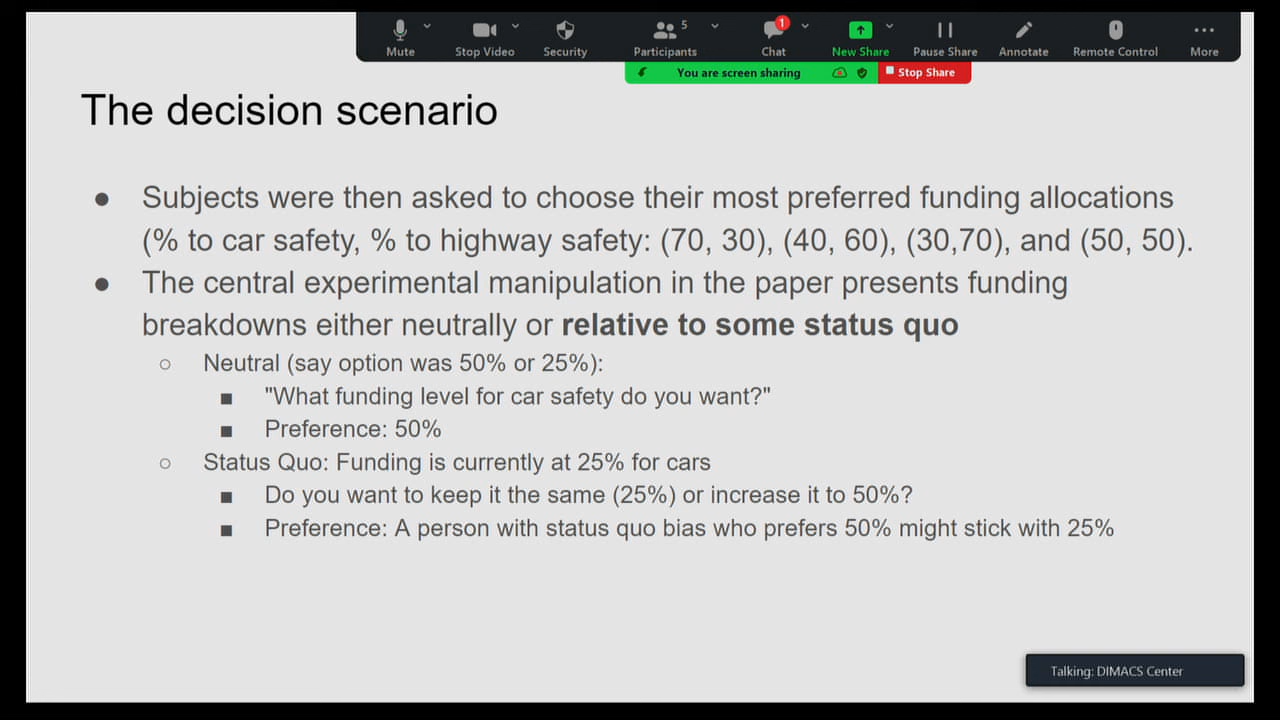 Mute
Stop Video
Security
Participants
5
Chat
1
New Share
Pause Share
Annotate
Remote Control
More
You are screen sharing
Stop Share
The decision scenario
● Subjects were then asked to choose their most preferred funding allocations
(% to car safety, % to highway safety: (70, 30), (40, 60), (30,70), and (50, 50).
● The central experimental manipulation in the paper presents funding
breakdowns either neutrally or relative to some status quo
○ Neutral (say option was 50% or 25%):
■ "What funding level for car safety do you want?"
■ Preference: 50%
○ Status Quo: Funding is currently at 25% for cars
■ Do you want to keep it the same (25%) or increase it to 50%?
■ Preference: A person with status quo bias who prefers 50% might stick with 25%
Talking: DIMACS Center